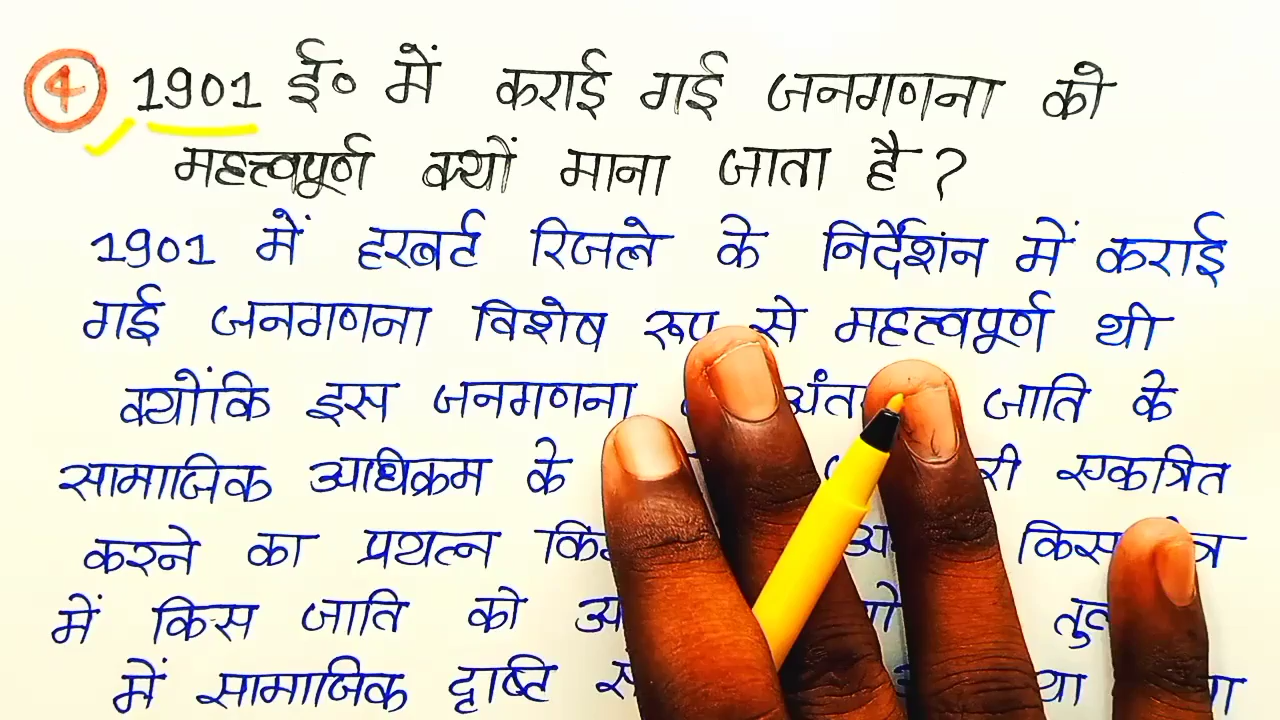 4 1901 ई० में कराई गई जनगणना को
महत्त्वपूर्ण क्यों माना जाता है?
1901 में हरबर्ट रिजले के निर्देशन में कराई
गई जनगणना विशेष रूप से महत्त्वपूर्ण थी
क्योंकि इस जनगणना जाति के
सामाजिक अधिक्रम के एकत्रित
करने का प्रयत्न
में किस जाति को
में सामाजिक दृष्टि